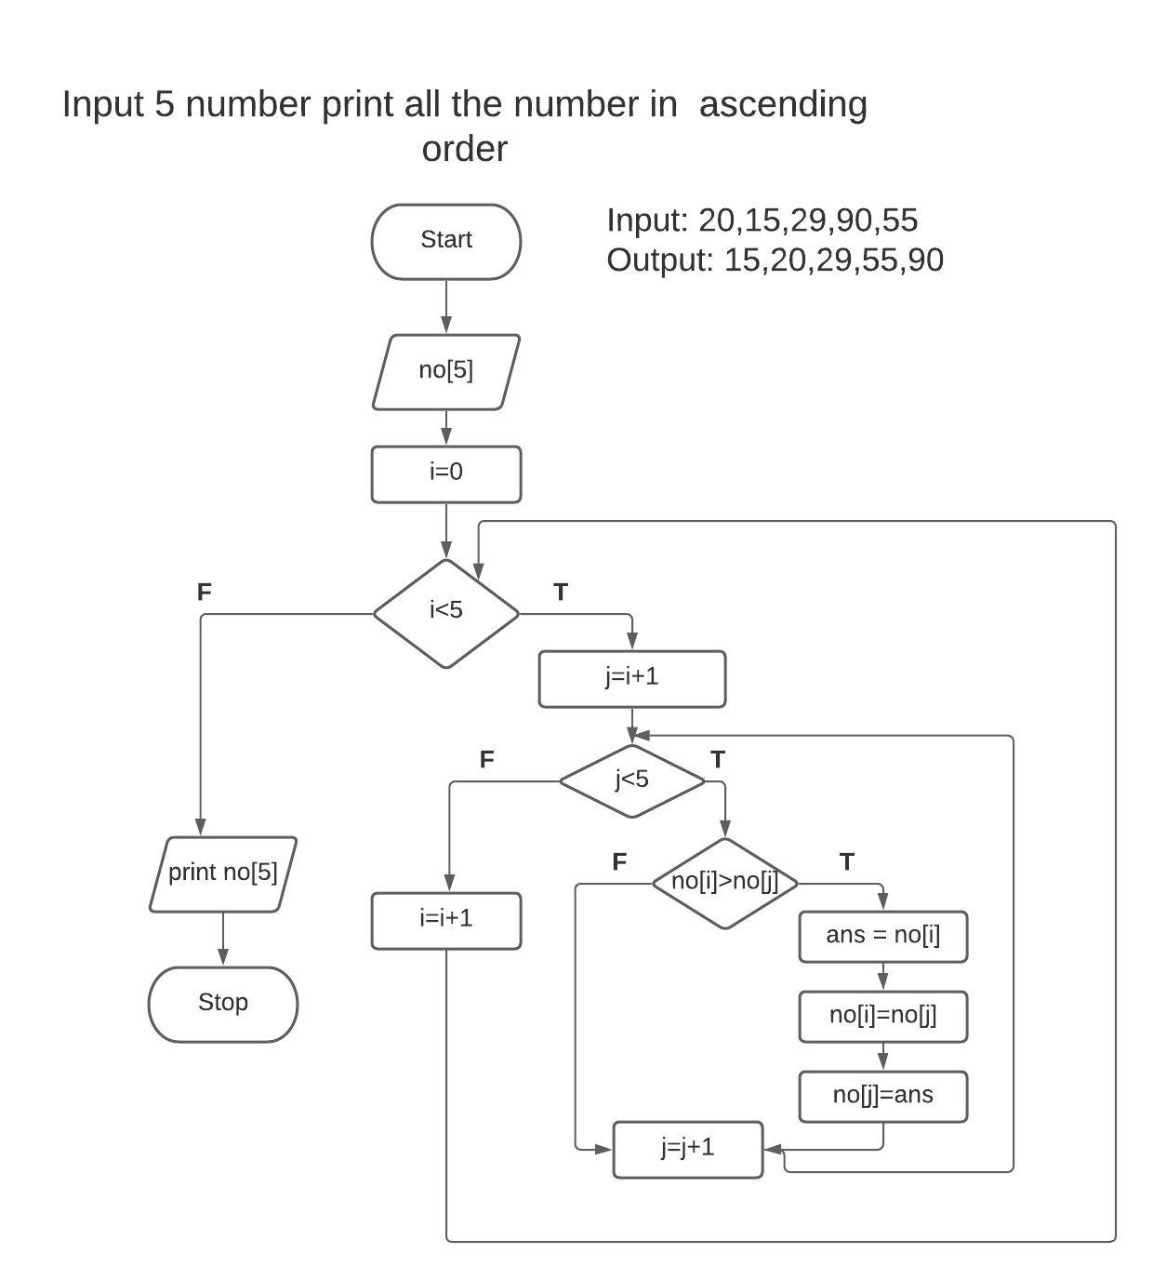 Input 5 number print all the number in  ascending
order
Start
Input: 20,15,29,90,55
Output: 15,20,29,55,90
no[5]
i=0
F
i<5
T
j=i+1
F
j<5
T
print no[5]
F
no[i]>no[j]
T
i=i+1
ans = no[i]
Stop
no[i]=no[j]
no[j]=ans
j=j+1